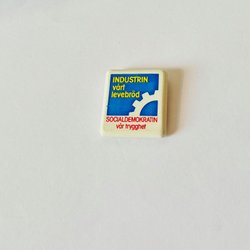 INDUSTRIN
vårt
levebröd
SOCIALDEMOKRATIN
vår trygghet